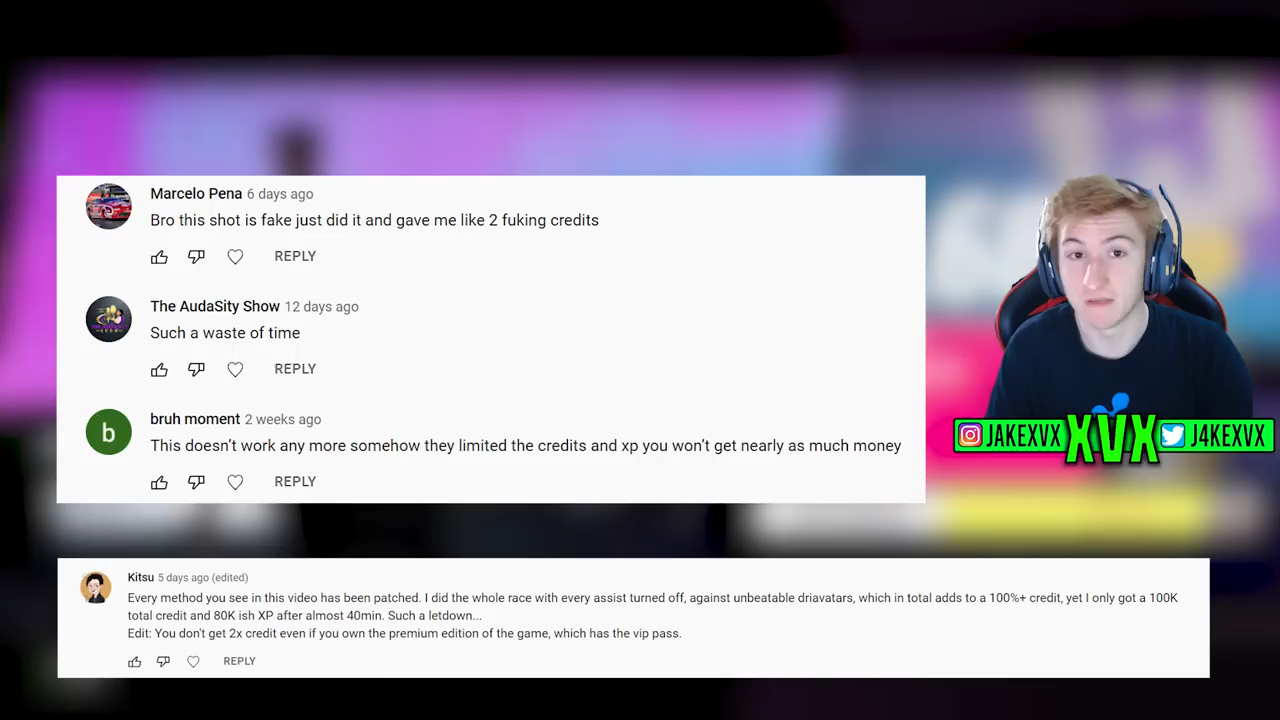 Marcelo Pena 6 days ago
Bro this shot is fake just did it and gave me like 2 fuking credits
REPLY
The AudaSity Show 12 days ago
Such a waste of time
REPLY
b
bruh moment 2 weeks ago
This doesn't work any more somehow they limited the credits and xp you won't get nearly as much money
REPLY
JAKEXVX XVX J4KEXVX
Kitsu 5 days ago (edited)
Every method you see in this video has been patched. I did the whole race with every assist turned off, against unbeatable driavatars, which in total adds to a 100%+ credit, yet I only got a 100K
total credit and 80K ish XP after almost 40min. Such a letdown...
Edit: You don't get 2x credit even if you own the premium edition of the game, which has the vip pass.
REPLY